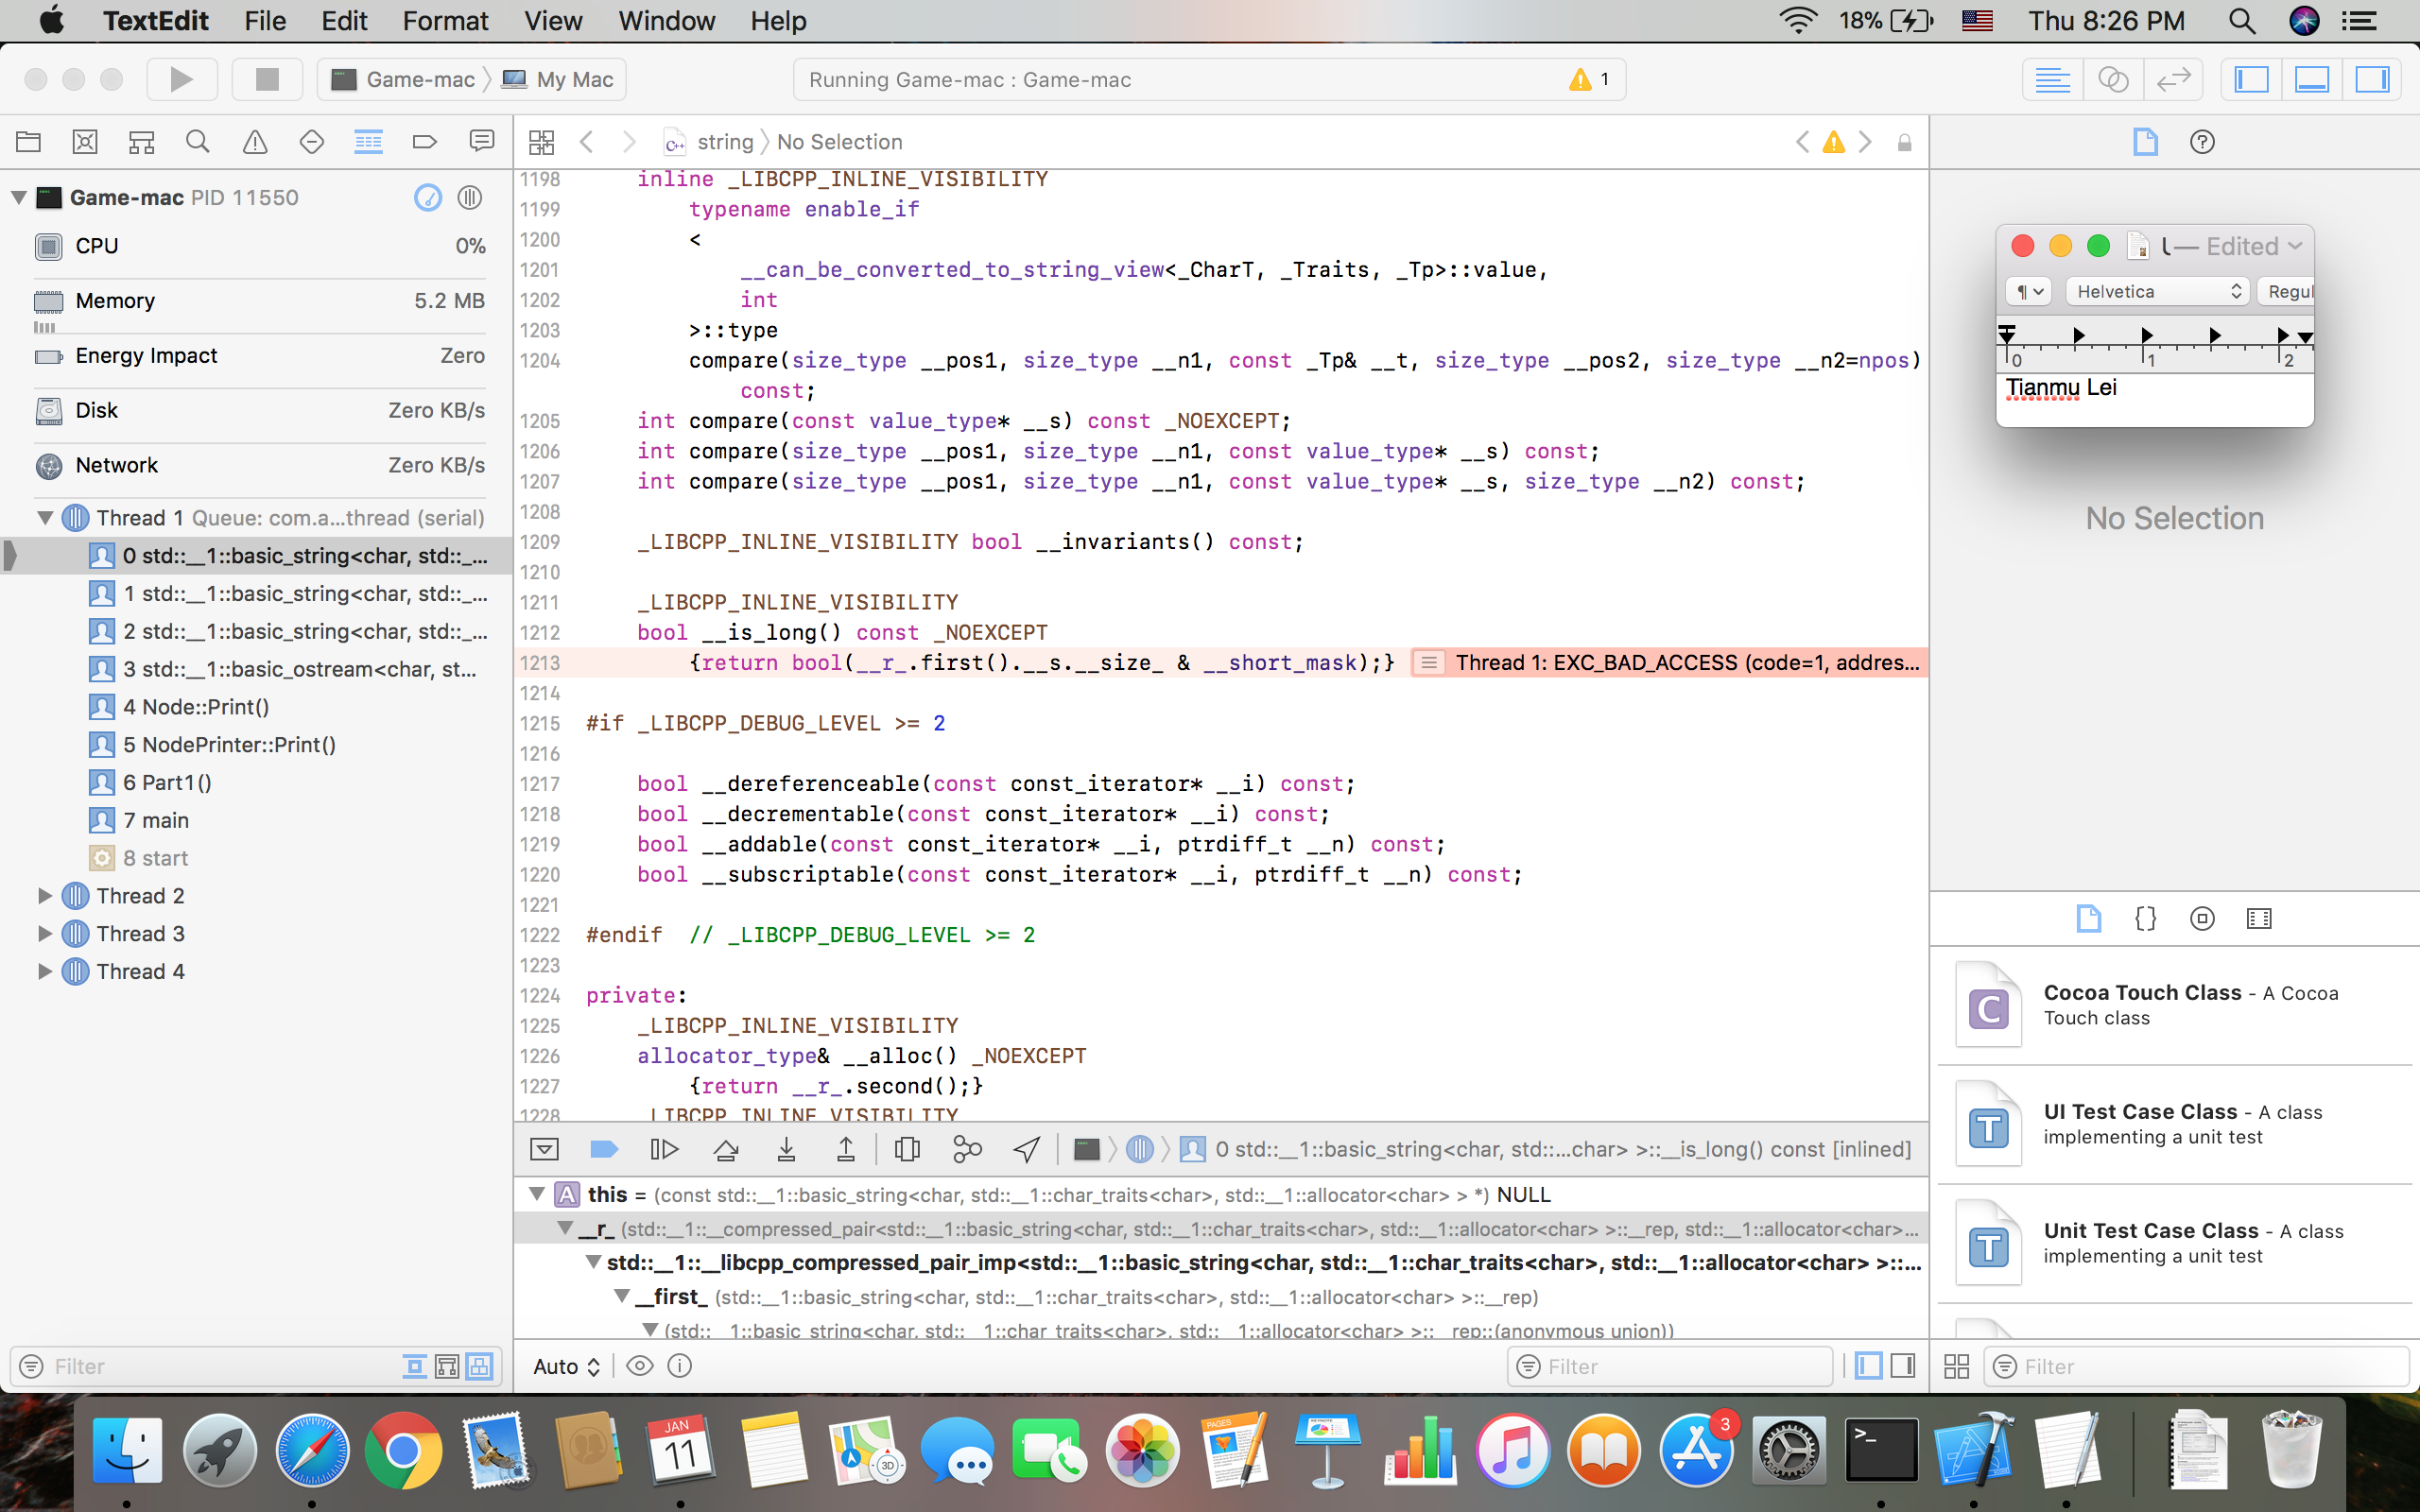 TextEdit File Edit Format View Window Help 18% Thu 8:26 PM
Game-mac My Mac Running Game-mac : Game-mac 1
string No Selection
Game-mac PID 11550
CPU 0%
Memory 5.2 MB
Energy Impact Zero
Disk Zero KB/s
Network Zero KB/s
Thread 1 Queue: com.a...thread (serial)
0 std::__1::basic_string<char, std::_...
1 std::__1::basic_string<char, std::_...
2 std::__1::basic_string<char, std::_...
3 std::__1::basic_ostream<char, st...
4 Node::Print()
5 NodePrinter::Print()
6 Part1()
7 main
8 start
Thread 2
Thread 3
Thread 4
Filter
1198 inline _LIBCPP_INLINE_VISIBILITY
1199 typename enable_if
1200 <
1201 __can_be_converted_to_string_view<_CharT, _Traits, _Tp>::value,
1202 int
1203 >::type
1204 compare(size_type __pos1, size_type __n1, const _Tp& __t, size_type __pos2, size_type __n2=npos)
const;
1205 int compare(const value_type* __s) const _NOEXCEPT;
1206 int compare(size_type __pos1, size_type __n1, const value_type* __s) const;
1207 int compare(size_type __pos1, size_type __n1, const value_type* __s, size_type __n2) const;
1208
1209 _LIBCPP_INLINE_VISIBILITY bool __invariants() const;
1210
1211 _LIBCPP_INLINE_VISIBILITY
1212 bool __is_long() const _NOEXCEPT
1213 {return bool(__r_.first().__s.__size_ & __short_mask);} Thread 1: EXC_BAD_ACCESS (code=1, addres...
1214
1215 #if _LIBCPP_DEBUG_LEVEL >= 2
1216
1217 bool __dereferenceable(const const_iterator* __i) const;
1218 bool __decrementable(const const_iterator* __i) const;
1219 bool __addable(const const_iterator* __i, ptrdiff_t __n) const;
1220 bool __subscriptable(const const_iterator* __i, ptrdiff_t __n) const;
1221
1222 #endif // _LIBCPP_DEBUG_LEVEL >= 2
1223
1224 private:
1225 _LIBCPP_INLINE_VISIBILITY
1226 allocator_type& __alloc() _NOEXCEPT
1227 {return __r_.second();}
1228 _LIBCPP_INLINE_VISIBILITY
0 std::__1::basic_string<char, std::...char> >::__is_long() const [inlined]
A this = (const std::__1::basic_string<char, std::__1::char_traits<char>, std::__1::allocator<char> > *) NULL
__r_ (std::__1::__compressed_pair<std::__1::basic_string<char, std::__1::char_traits<char>, std::__1::allocator<char> >::__rep, std::__1::allocator<char>...
std::__1::__libcpp_compressed_pair_imp<std::__1::basic_string<char, std::__1::char_traits<char>, std::__1::allocator<char> >::...
__first_ (std::__1::basic_string<char, std::__1::char_traits<char>, std::__1::allocator<char> >::__rep)
(std::__1::basic_string<char, std::__1::char_traits<char>, std::__1::allocator<char> >::__rep::(anonymous union))
Auto Filter
— Edited
¶ Helvetica Regul
0 1 2
Tianmu Lei
No Selection
{}
C Cocoa Touch Class - A Cocoa
Touch class
T UI Test Case Class - A class
implementing a unit test
T Unit Test Case Class - A class
implementing a unit test
Filter
JAN
11
3D
PAGES
KEYNOTE
3
>_